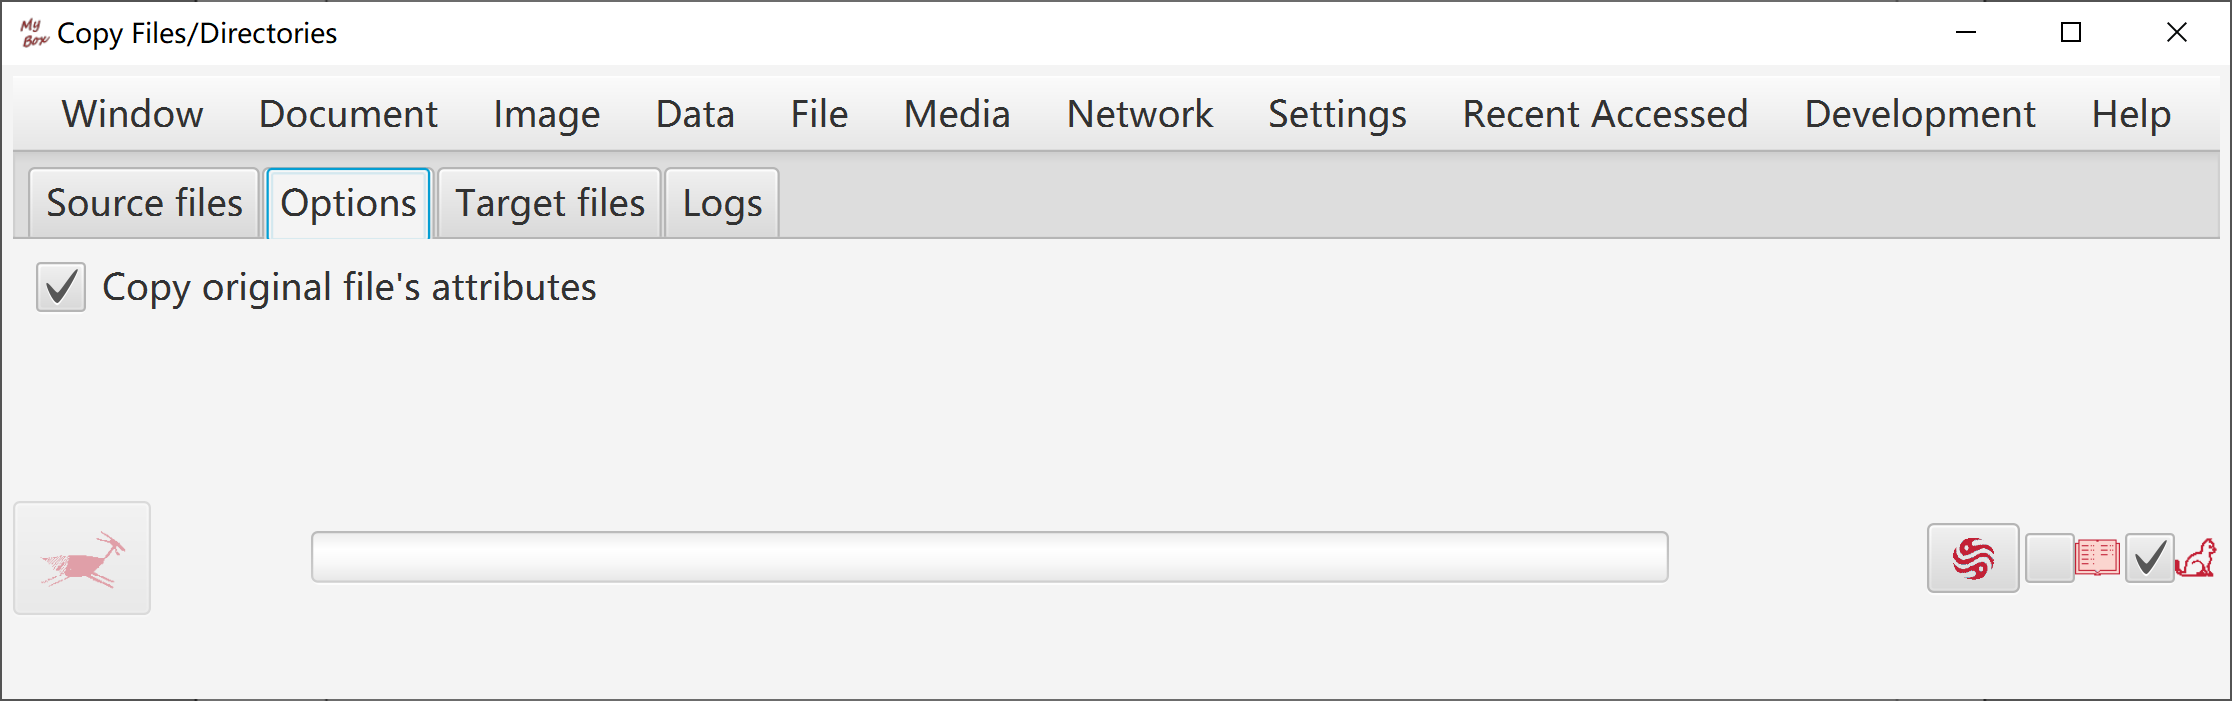 My Box Copy Files/Directories
Window Document Image Data File Media Network Settings Recent Accessed Development Help
Source files Options Target files Logs
Copy original file's attributes